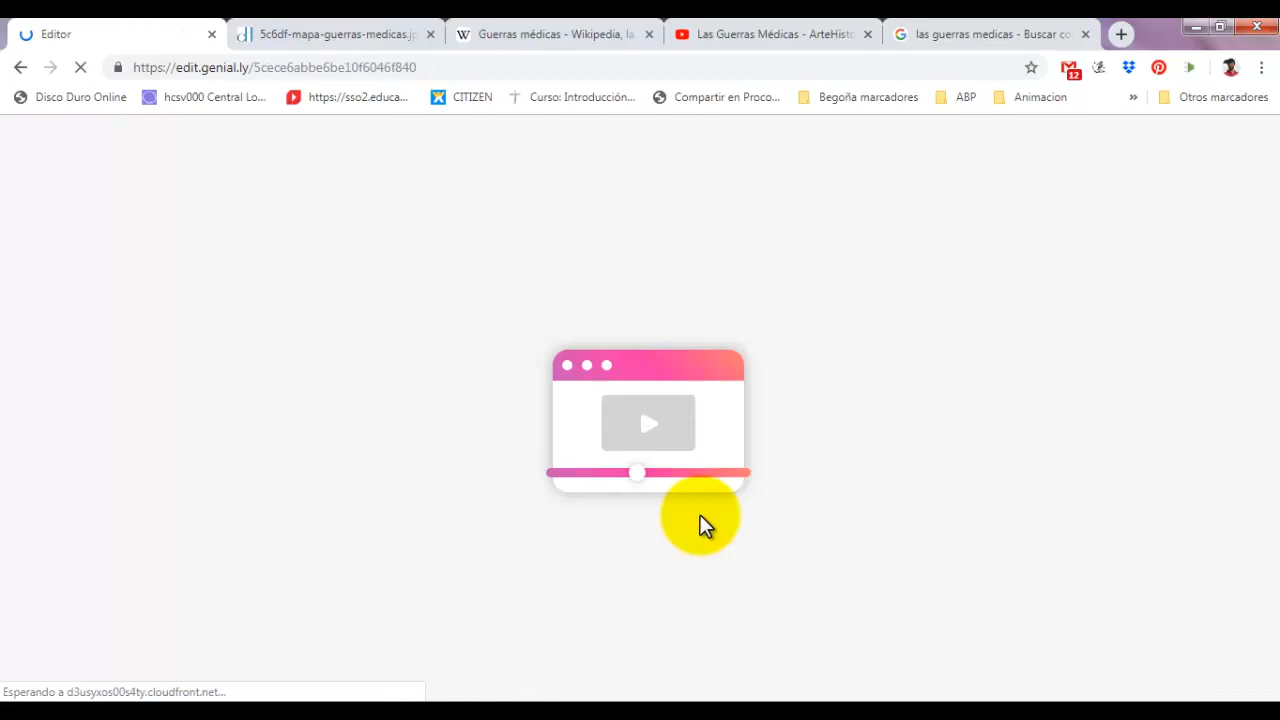 Editor
5c6df-mapa-guerras-medicas.jp
Guerras Médicas - Wikipedia, la
Las Guerras Médicas - ArteHisto
las guerras medicas - Buscar co
https://edit.genial.ly/5cece6abbe6be10f6046f840
12
Disco Duro Online
hcsv000 Central Lo...
https://sso2.educa...
CITIZEN
Curso: Introducción...
Compartir en Proco...
Begoña marcadores
ABP
Animacion
»
Otros marcadores
Esperando a d3usyxos00s4ty.cloudfront.net...